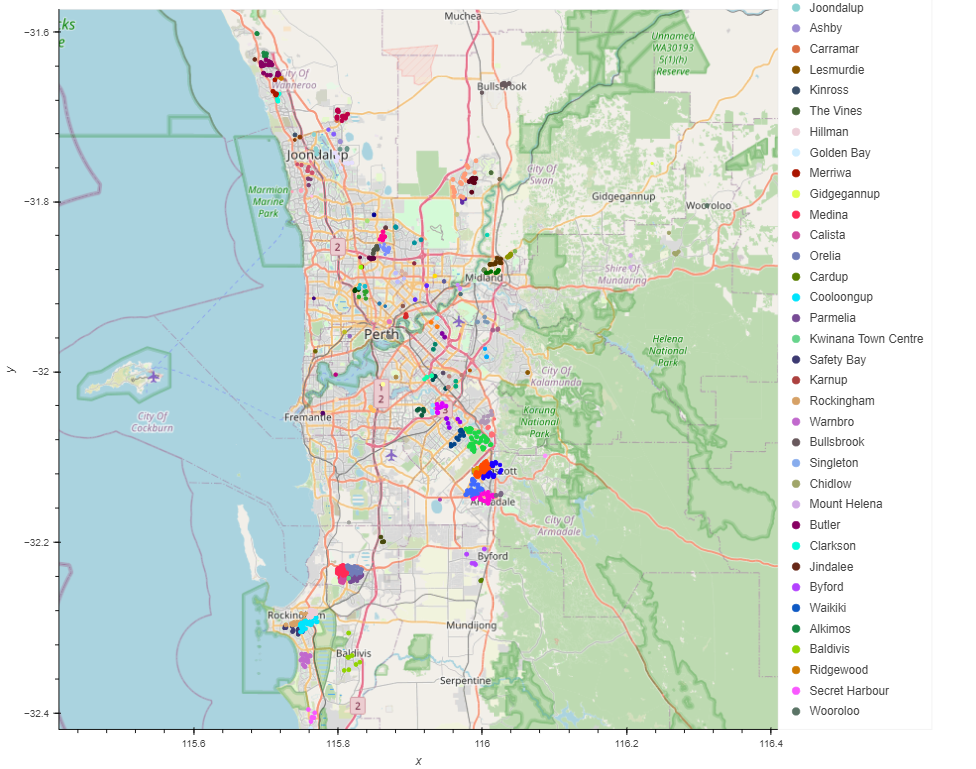 Muchea
Unnamed
WA30193
5(1)(h)
Reserve
ks
e
City Of
Wanneroo
Bullsbrook
Joondalup
City Of
Swan
Marmion
Marine
Park
Gidgegannup
Wooroloo
2
Midland
Shire Of
Mundaring
Perth
Helena
National
Park
City Of
Kalamunda
2
Fremantle
City Of
Cockburn
Korung
National
Park
Armadale
City Of
Armadale
Byford
Rockingham
Mundijong
Baldivis
Serpentine
2
−31.6
−31.8
−32
−32.2
−32.4
y
115.6
115.8
116
116.2
116.4
x
Joondalup
Ashby
Carramar
Lesmurdie
Kinross
The Vines
Hillman
Golden Bay
Merriwa
Gidgegannup
Medina
Calista
Orelia
Cardup
Cooloongup
Parmelia
Kwinana Town Centre
Safety Bay
Karnup
Rockingham
Warnbro
Bullsbrook
Singleton
Chidlow
Mount Helena
Butler
Clarkson
Jindalee
Byford
Waikiki
Alkimos
Baldivis
Ridgewood
Secret Harbour
Wooroloo